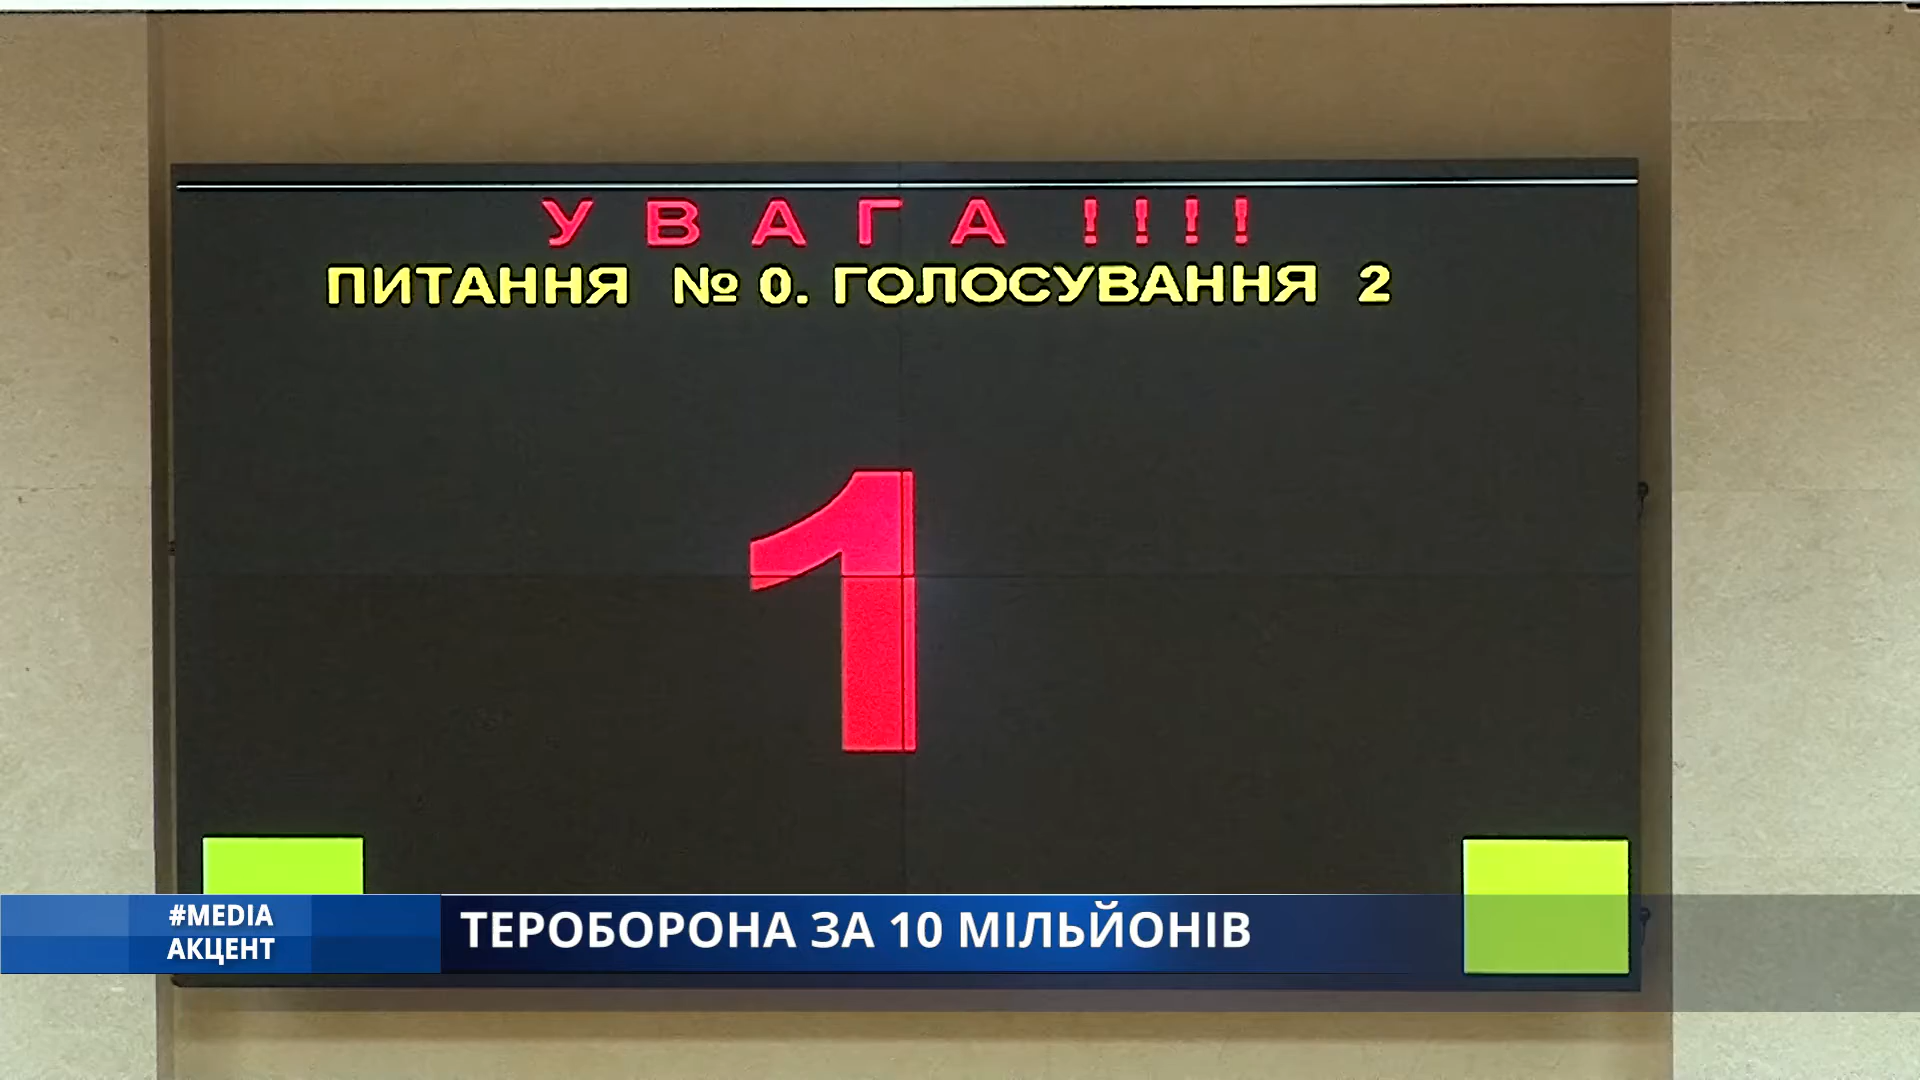 У В А Г А !!!!
ПИТАННЯ № 0. ГОЛОСУВАННЯ 2
1
#MEDIA
АКЦЕНТ
ТЕРОБОРОНА ЗА 10 МІЛЬЙОНІВ